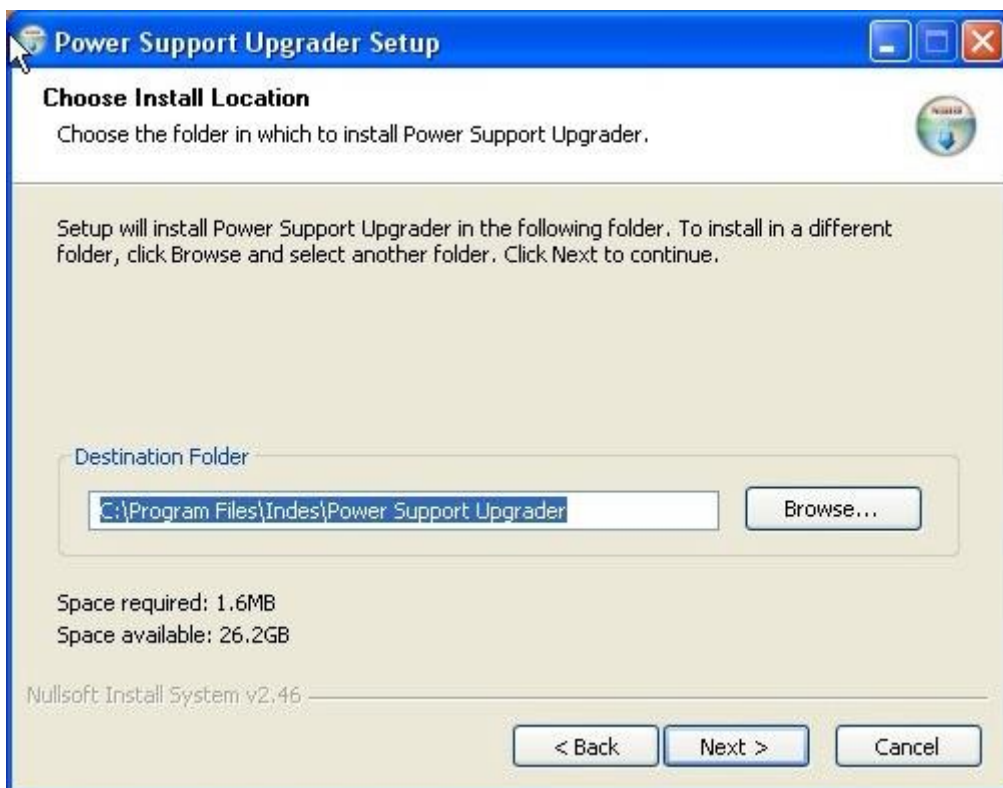 Power Support Upgrader Setup
Choose Install Location
Choose the folder in which to install Power Support Upgrader.
Setup will install Power Support Upgrader in the following folder. To install in a different
folder, click Browse and select another folder. Click Next to continue.
Destination Folder
C:\Program Files\Indes\Power Support Upgrader
Browse...
Space required: 1.6MB
Space available: 26.2GB
Nullsoft Install System v2.46
< Back
Next >
Cancel